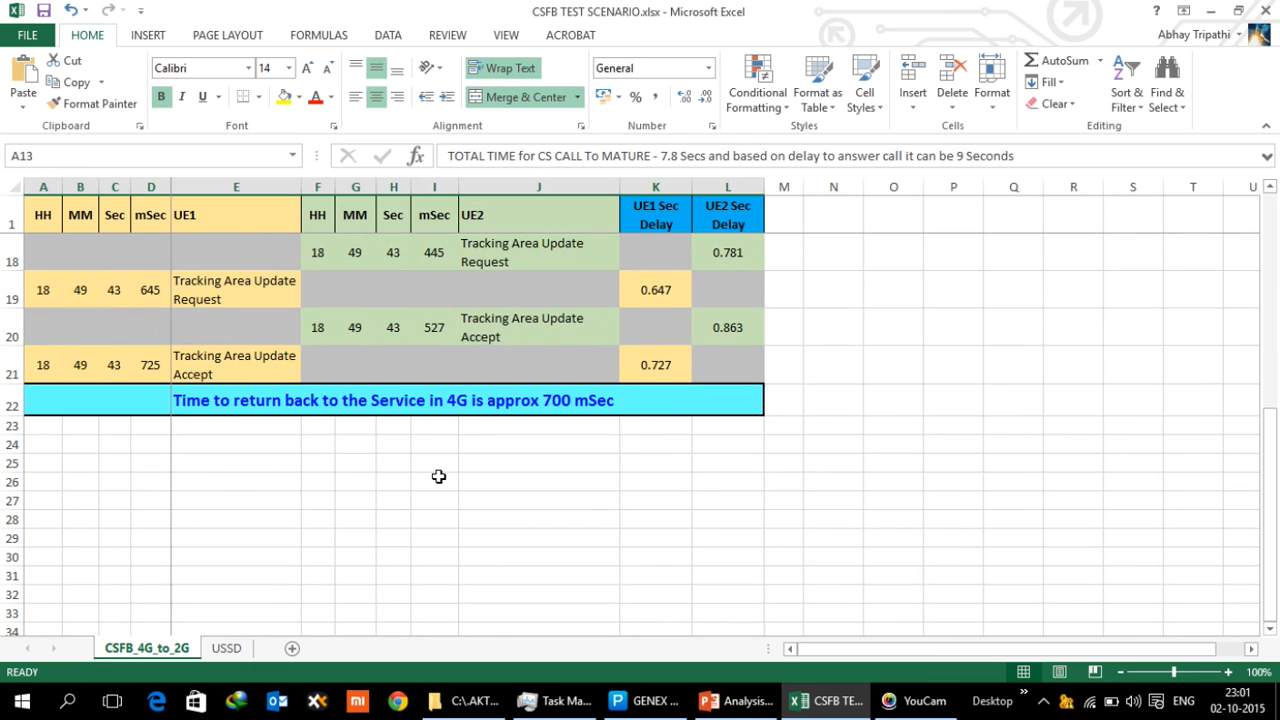 CSFB TEST SCENARIO.xlsx - Microsoft Excel
?
FILE HOME INSERT PAGE LAYOUT FORMULAS DATA REVIEW VIEW ACROBAT Abhay Tripathi
Paste
Cut
Copy
Format Painter
Clipboard
Calibri 14 A A
B I U A
Font
Wrap Text
Merge & Center
Alignment
General
% ,
Number
Conditional Formatting
Format as Table
Cell Styles
Styles
Insert Delete Format
Cells
AutoSum
Fill
Clear
Sort & Filter
Find & Select
Editing
A13 fx TOTAL TIME for CS CALL To MATURE - 7.8 Secs and based on delay to answer call it can be 9 Seconds
A B C D E F G H I J K L M N O P Q R S T U
1 HH MM Sec mSec UE1 HH MM Sec mSec UE2 UE1 Sec Delay UE2 Sec Delay
18 18 49 43 445 Tracking Area Update Request 0.781
19 18 49 43 645 Tracking Area Update Request 0.647
20 18 49 43 527 Tracking Area Update Accept 0.863
21 18 49 43 725 Tracking Area Update Accept 0.727
22 Time to return back to the Service in 4G is approx 700 mSec
23
24
25
26
27
28
29
30
31
32
33
34
CSFB_4G_to_2G USSD
READY 100%
C:\.AKT... Task Ma... GENEX ... Analysis... CSFB TE... YouCam Desktop ENG 23:01
02-10-2015